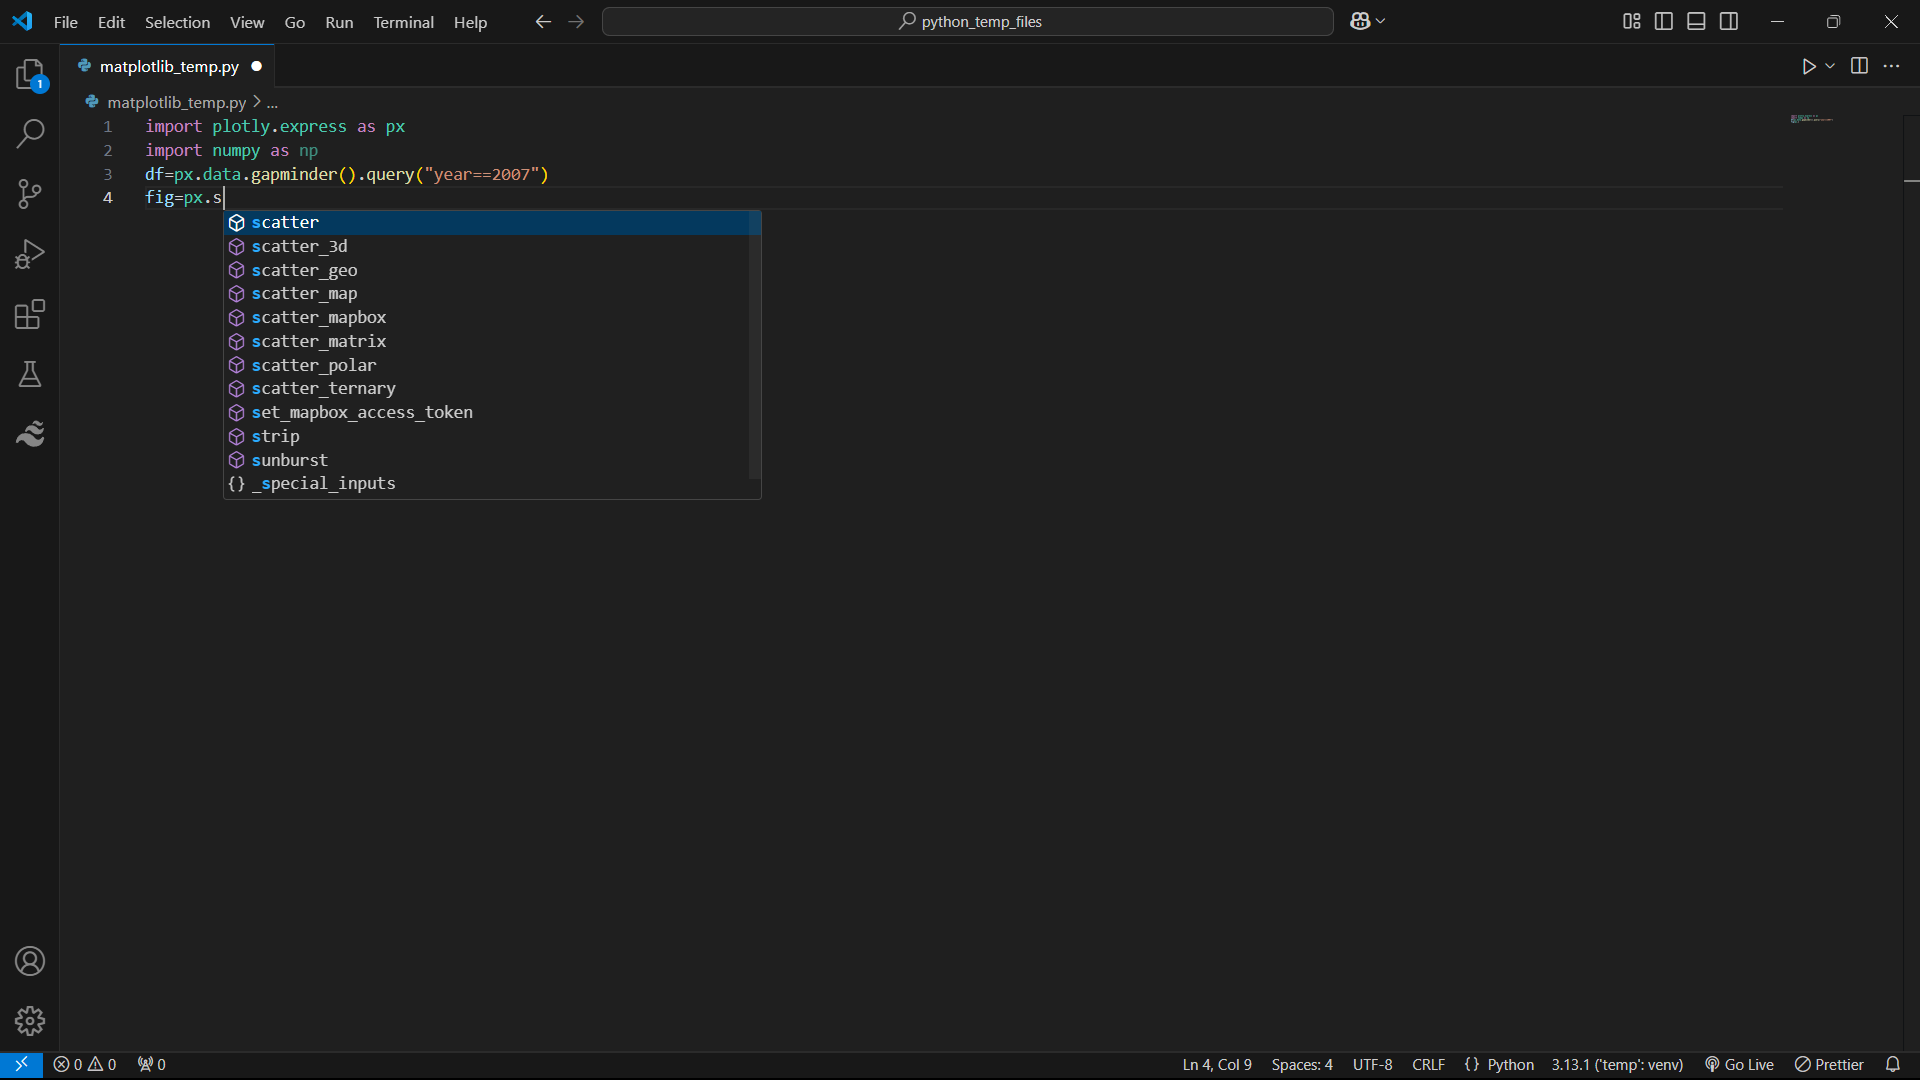 File Edit Selection View Go Run Terminal Help python_temp_files
matplotlib_temp.py
1
matplotlib_temp.py > ...
1 import plotly.express as px
2 import numpy as np
3 df=px.data.gapminder().query("year==2007")
4 fig=px.s
scatter
scatter_3d
scatter_geo
scatter_map
scatter_mapbox
scatter_matrix
scatter_polar
scatter_ternary
set_mapbox_access_token
strip
sunburst
{} _special_inputs
0 0 0 Ln 4, Col 9 Spaces: 4 UTF-8 CRLF {} Python 3.13.1 ('temp': venv) Go Live Prettier